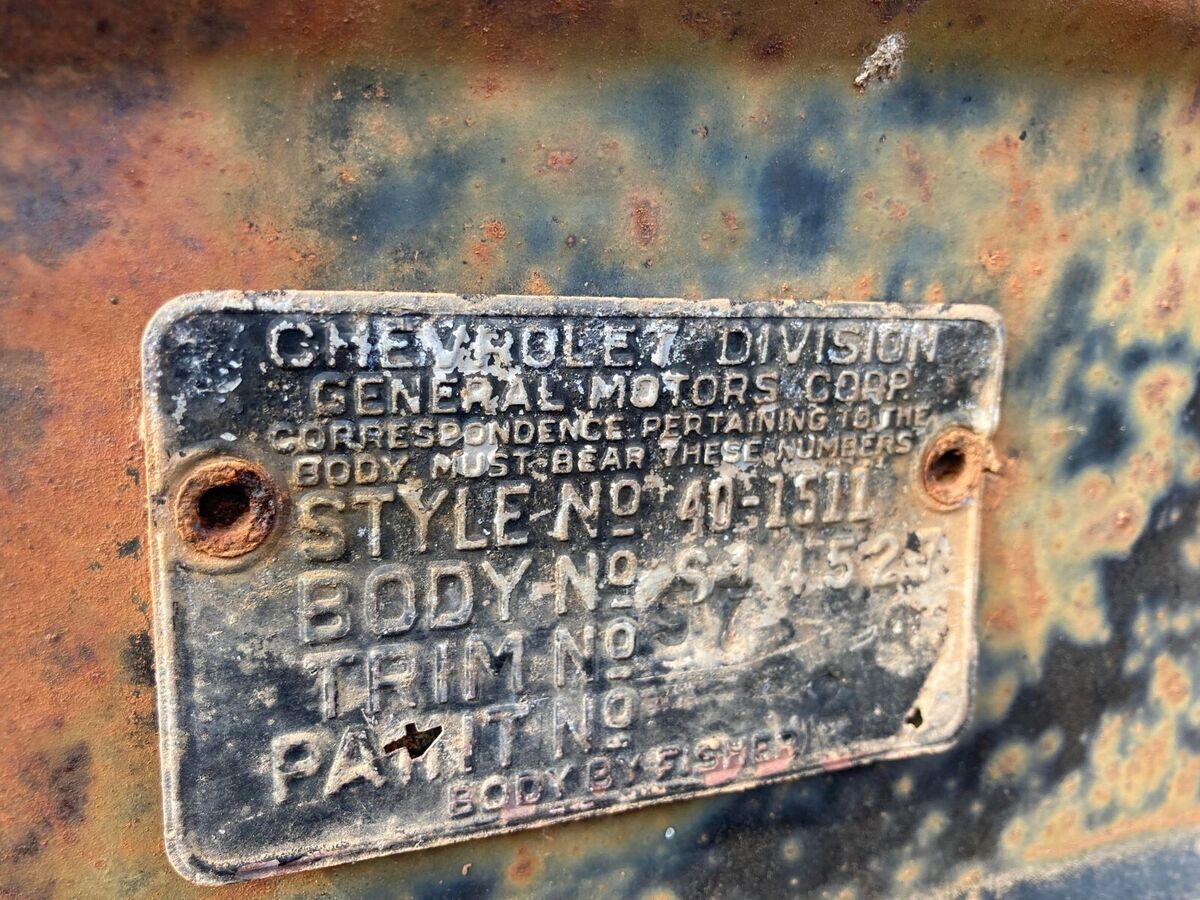 CHEVROLET DIVISION
GENERAL MOTORS CORP.
CORRESPONDENCE PERTAINING TO THE
BODY MUST BEAR THESE NUMBERS
STYLE NO 40-1511
BODY NO
TRIM NO
PAINT NO
BODY BY FISHER